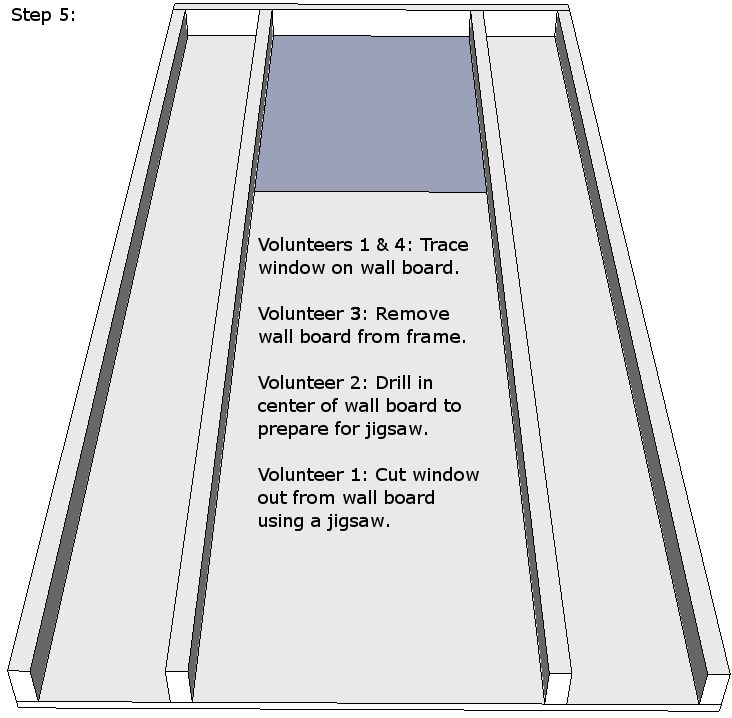 Step 5:
Volunteers 1 & 4: Trace
window on wall board.
Volunteer 3: Remove
wall board from frame.
Volunteer 2: Drill in
center of wall board to
prepare for jigsaw.
Volunteer 1: Cut window
out from wall board
using a jigsaw.